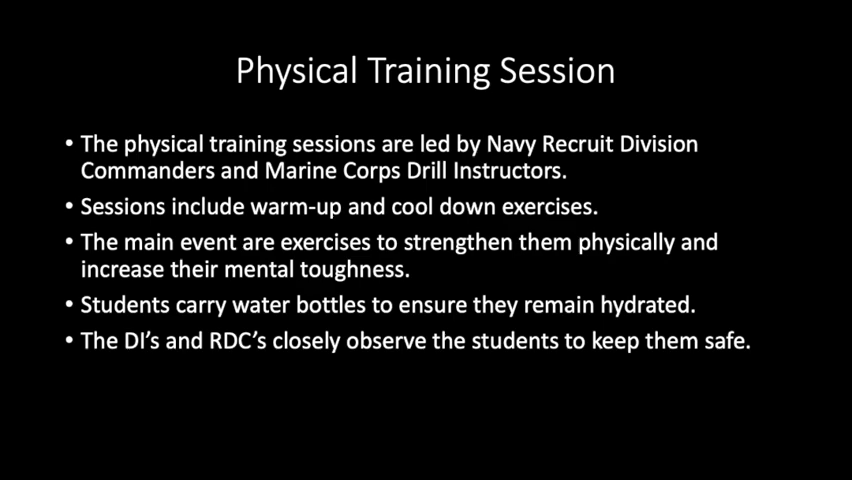 Physical Training Session
• The physical training sessions are led by Navy Recruit Division
Commanders and Marine Corps Drill Instructors.
• Sessions include warm-up and cool down exercises.
• The main event are exercises to strengthen them physically and
increase their mental toughness.
• Students carry water bottles to ensure they remain hydrated.
• The DI’s and RDC’s closely observe the students to keep them safe.